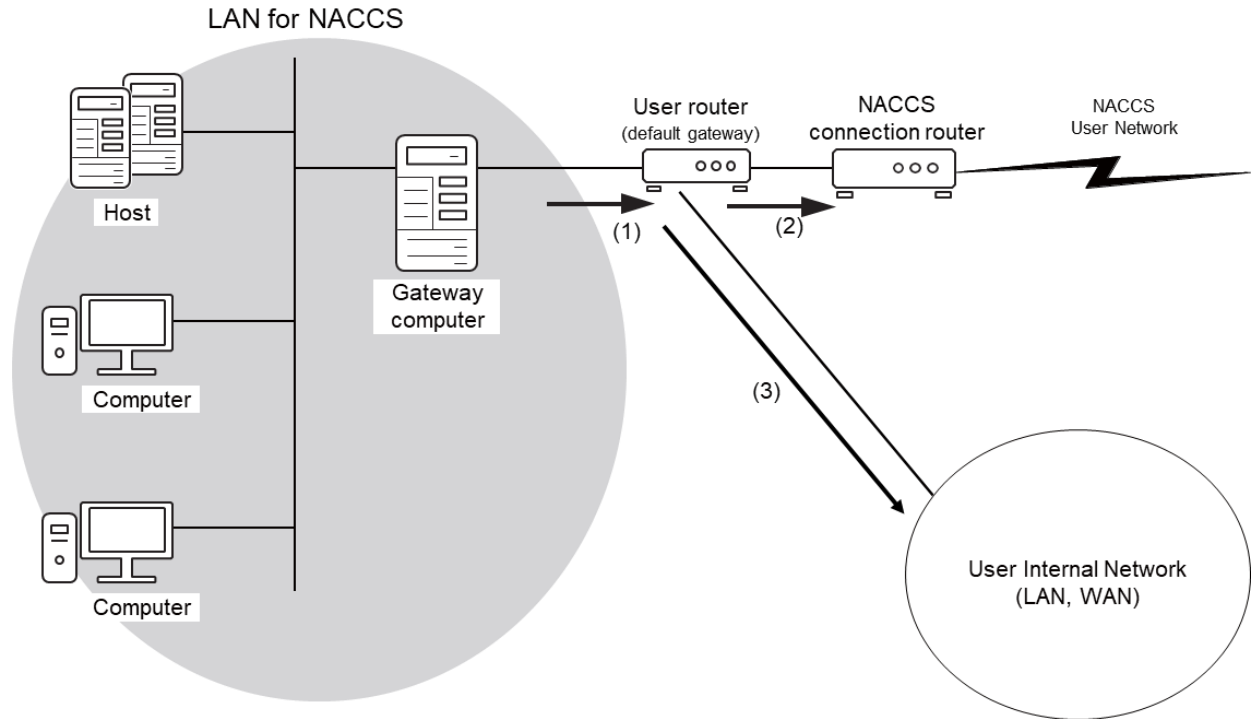 LAN for NACCS
Host
Computer
Computer
Gateway
computer
User router
(default gateway)
NACCS
connection router
NACCS
User Network
(1)
(2)
(3)
User Internal Network
(LAN, WAN)